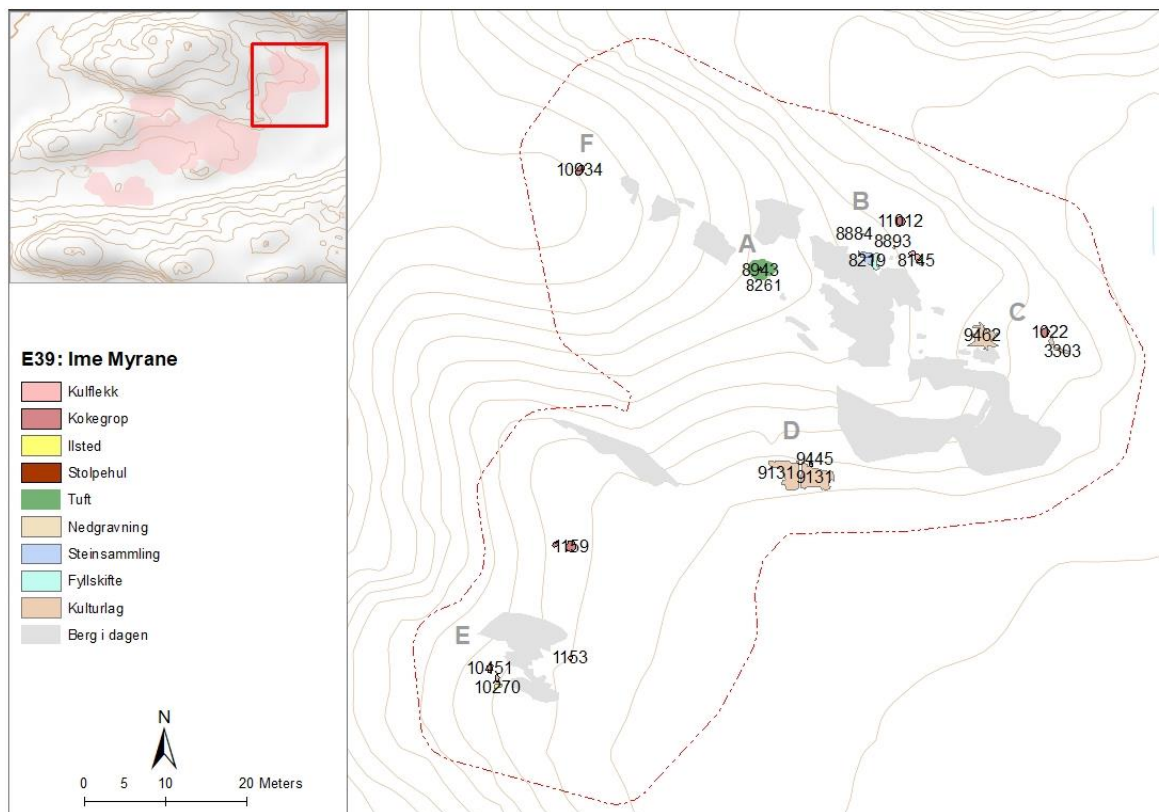 E39: Ime Myrane
Kulflekk
Kokegrop
Ilsted
Stolpehul
Tuft
Nedgravning
Steinsammling
Fyllskifte
Kulturlag
Berg i dagen
N
0 5 10 20 Meters
F
10934
B
11012
8884
8893
A
8219 8145
8943
8261
C
9462 1022
3303
D
9445
9131 9131
1159
E
1153
10451
10270